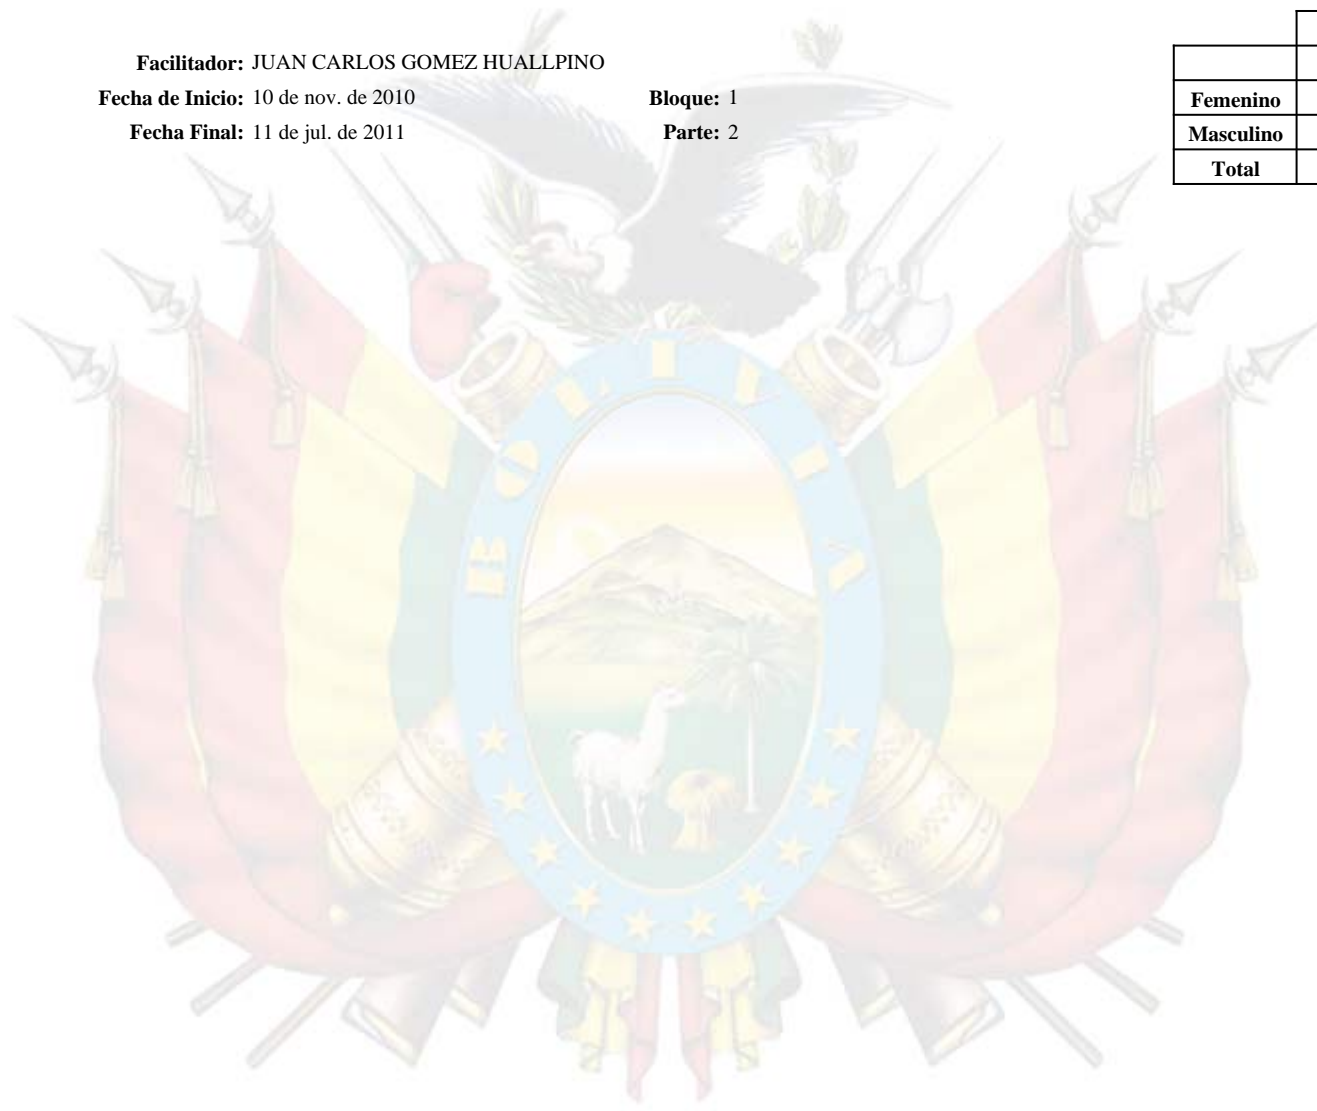 Facilitador: JUAN CARLOS GOMEZ HUALLPINO
Fecha de Inicio: 10 de nov. de 2010 Bloque: 1
Fecha Final: 11 de jul. de 2011 Parte: 2
Femenino
Masculino
Total
BOLIVIA